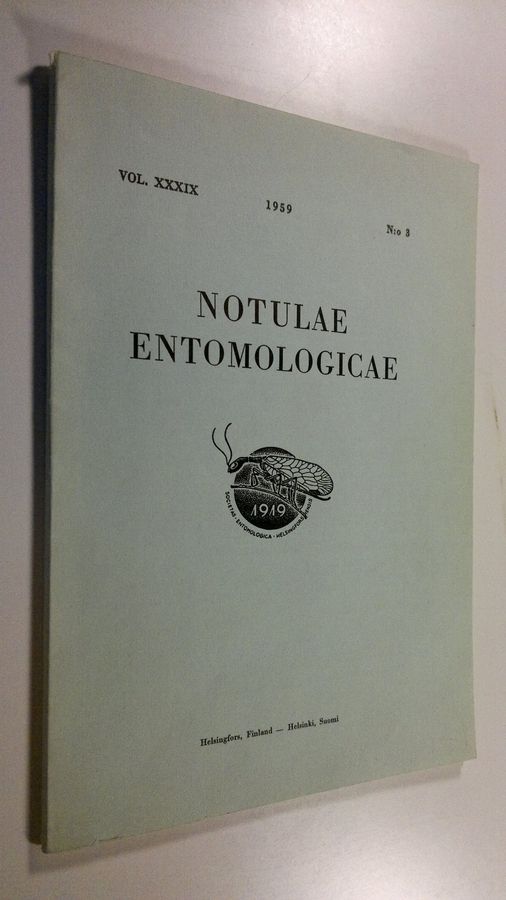 VOL. XXXIX
1959
N:o 3
NOTULAE
ENTOMOLOGICAE
1919
SOCIETAS · ENTOMOLOGICA · HELSINGFORSIENSIS
Helsingfors, Finland — Helsinki, Suomi